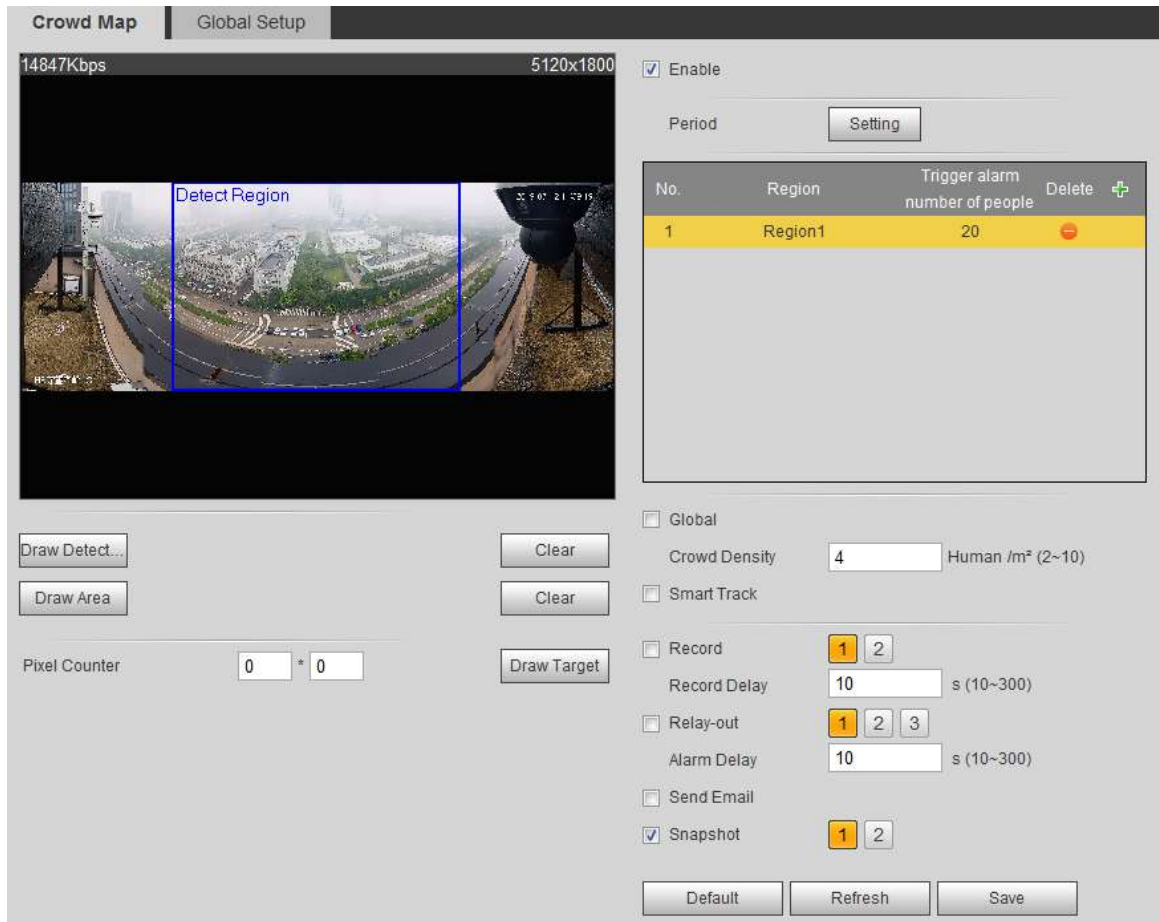 Crowd Map
Global Setup
14847Kbps 5120x1800
Detect Region
Draw Detect... Clear
Draw Area Clear
Pixel Counter 0 * 0 Draw Target
Enable
Period Setting
No. Region Trigger alarm number of people Delete
1 Region1 20
Global
Crowd Density 4 Human /m² (2~10)
Smart Track
Record 1 2
Record Delay 10 s (10~300)
Relay-out 1 2 3
Alarm Delay 10 s (10~300)
Send Email
Snapshot 1 2
Default Refresh Save